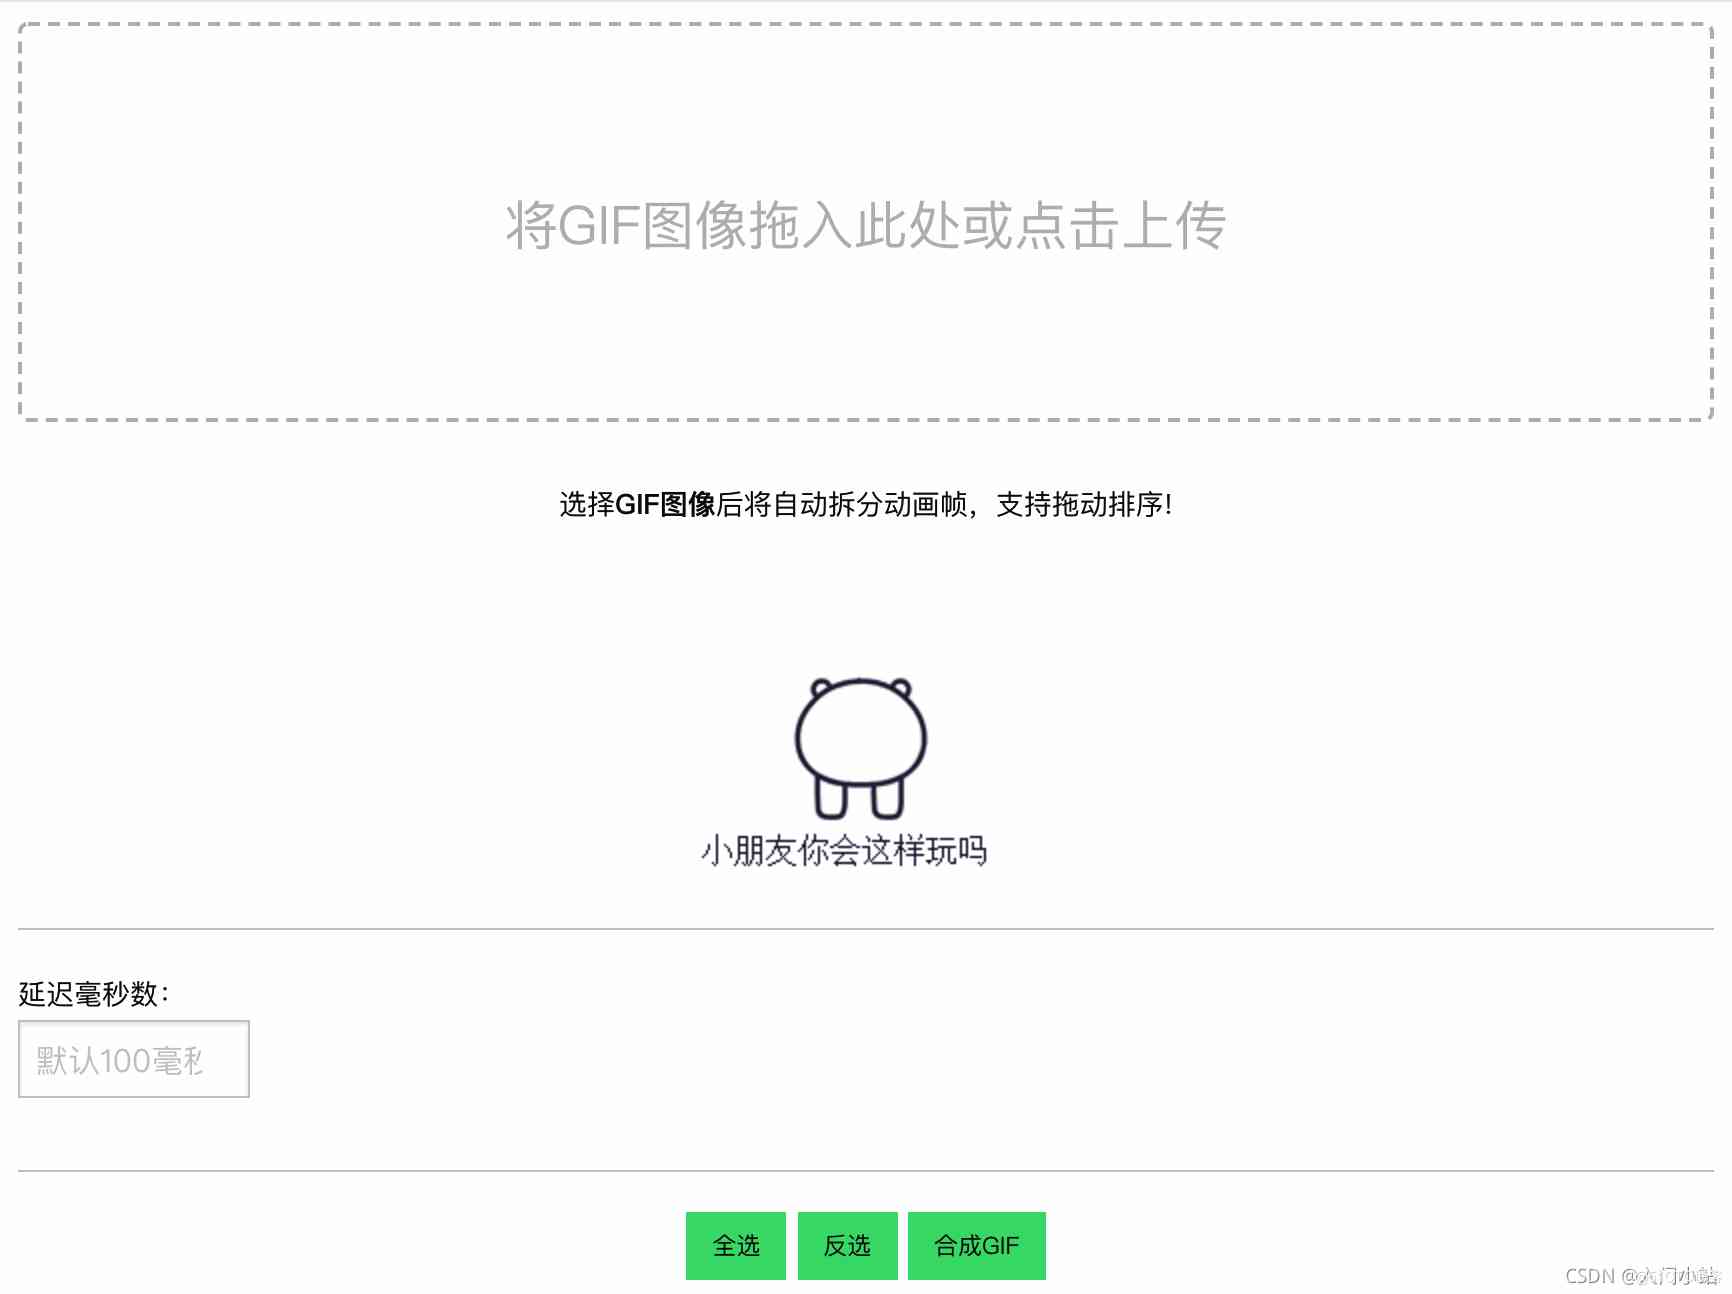 将GIF图像拖入此处或点击上传
选择GIF图像后将自动拆分动画帧，支持拖动排序!
小朋友你会这样玩吗
延迟毫秒数：
默认100毫秒
全选 反选 合成GIF
CSDN @入门小站